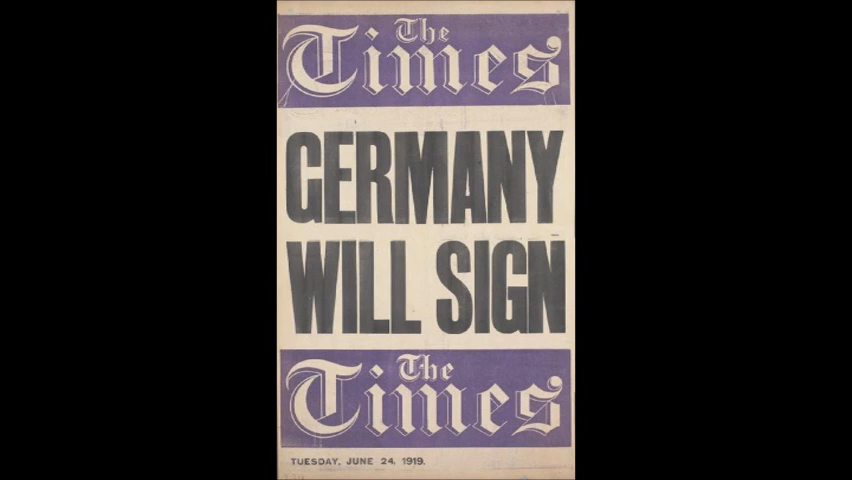 The
Times
GERMANY
WILL SIGN
The
Times
TUESDAY, JUNE 24, 1919.